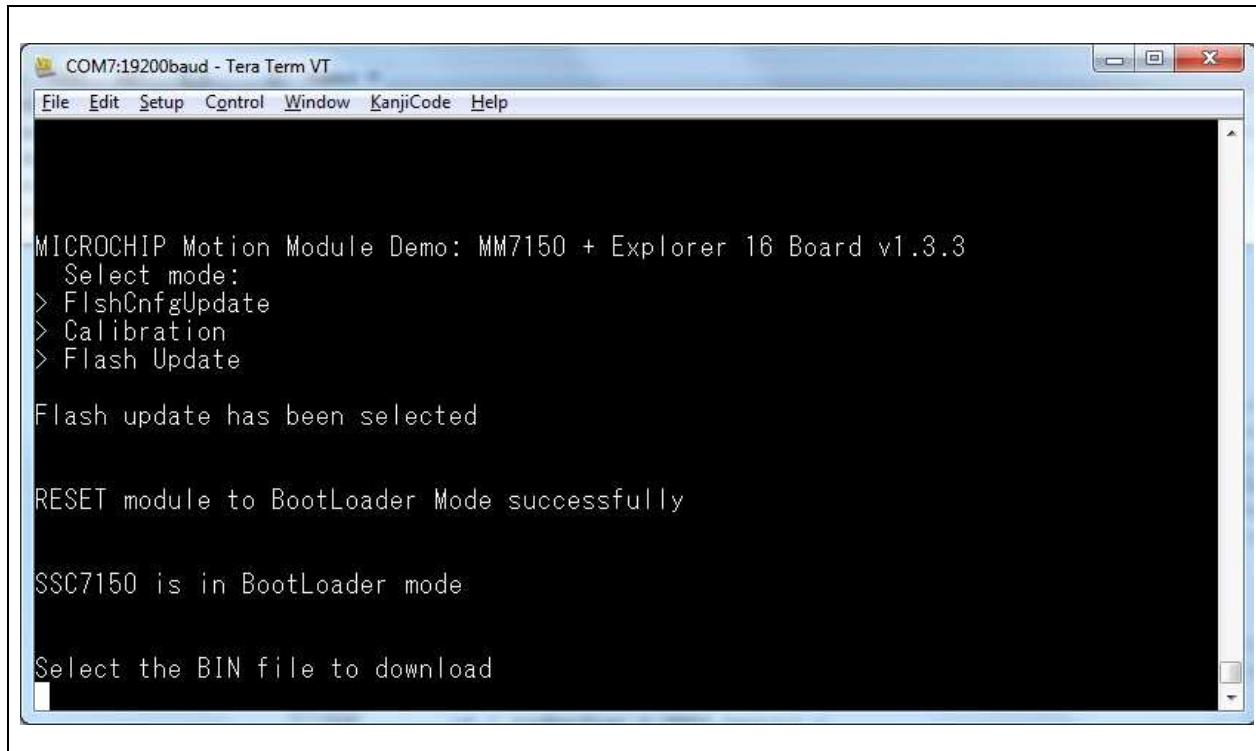 COM7:19200baud - Tera Term VT
File Edit Setup Control Window KanjiCode Help
MICROCHIP Motion Module Demo: MM7150 + Explorer 16 Board v1.3.3
Select mode:
> FlshCnfgUpdate
> Calibration
> Flash Update
Flash update has been selected
RESET module to BootLoader Mode successfully
SSC7150 is in BootLoader mode
Select the BIN file to download